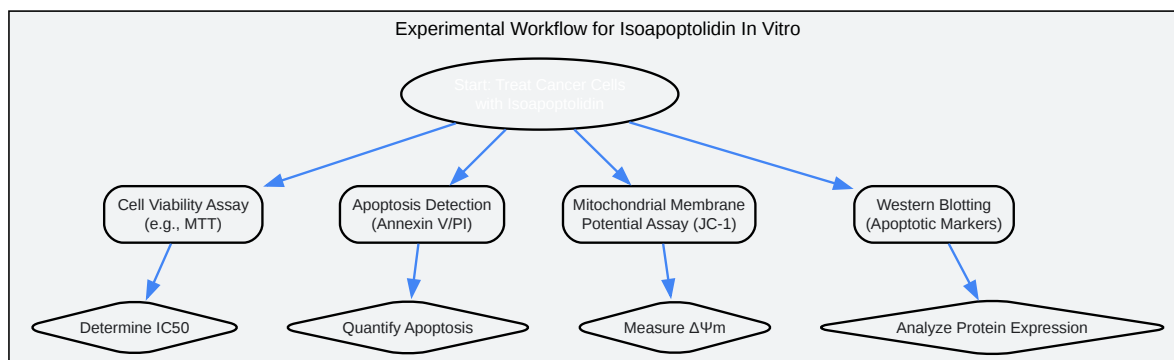 Experimental Workflow for Isoapoptolidin In Vitro
Start: Treat Cancer Cells
with Isoapoptolidin
Cell Viability Assay
(e.g., MTT)
Apoptosis Detection
(Annexin V/PI)
Mitochondrial Membrane
Potential Assay (JC-1)
Western Blotting
(Apoptotic Markers)
Determine IC50
Quantify Apoptosis
Measure ΔΨm
Analyze Protein Expression